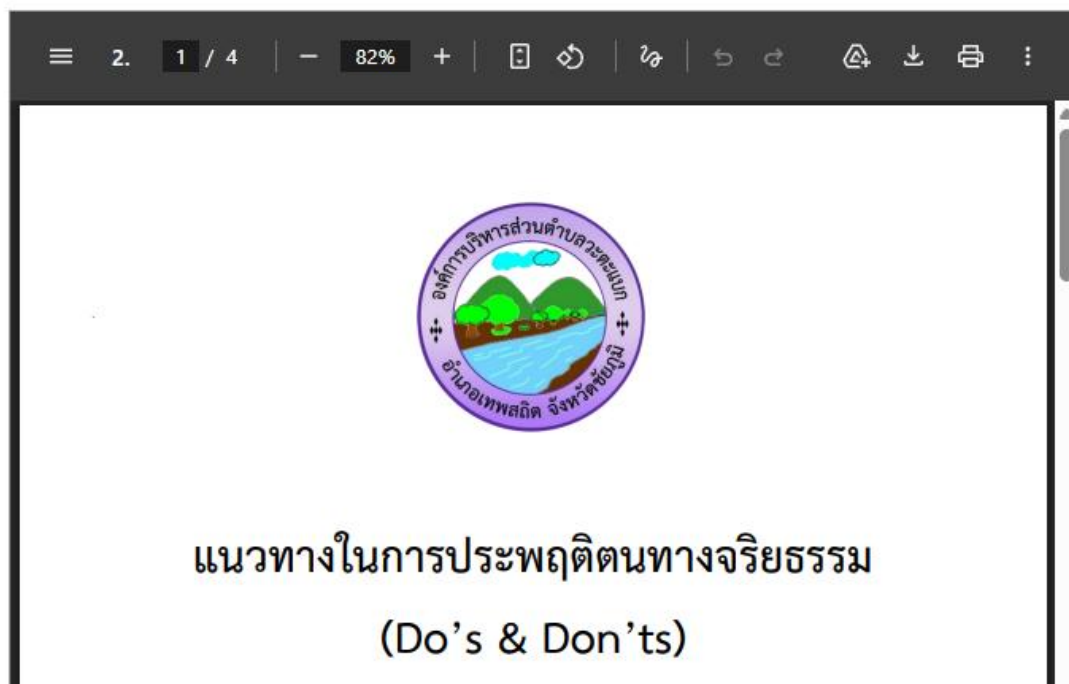 2. 1 / 4 82%
องค์การบริหารส่วนตำบลวะตะแบก
อำเภอเทพสถิต จังหวัดชัยภูมิ
แนวทางในการประพฤติตนทางจริยธรรม
(Do’s & Don’ts)